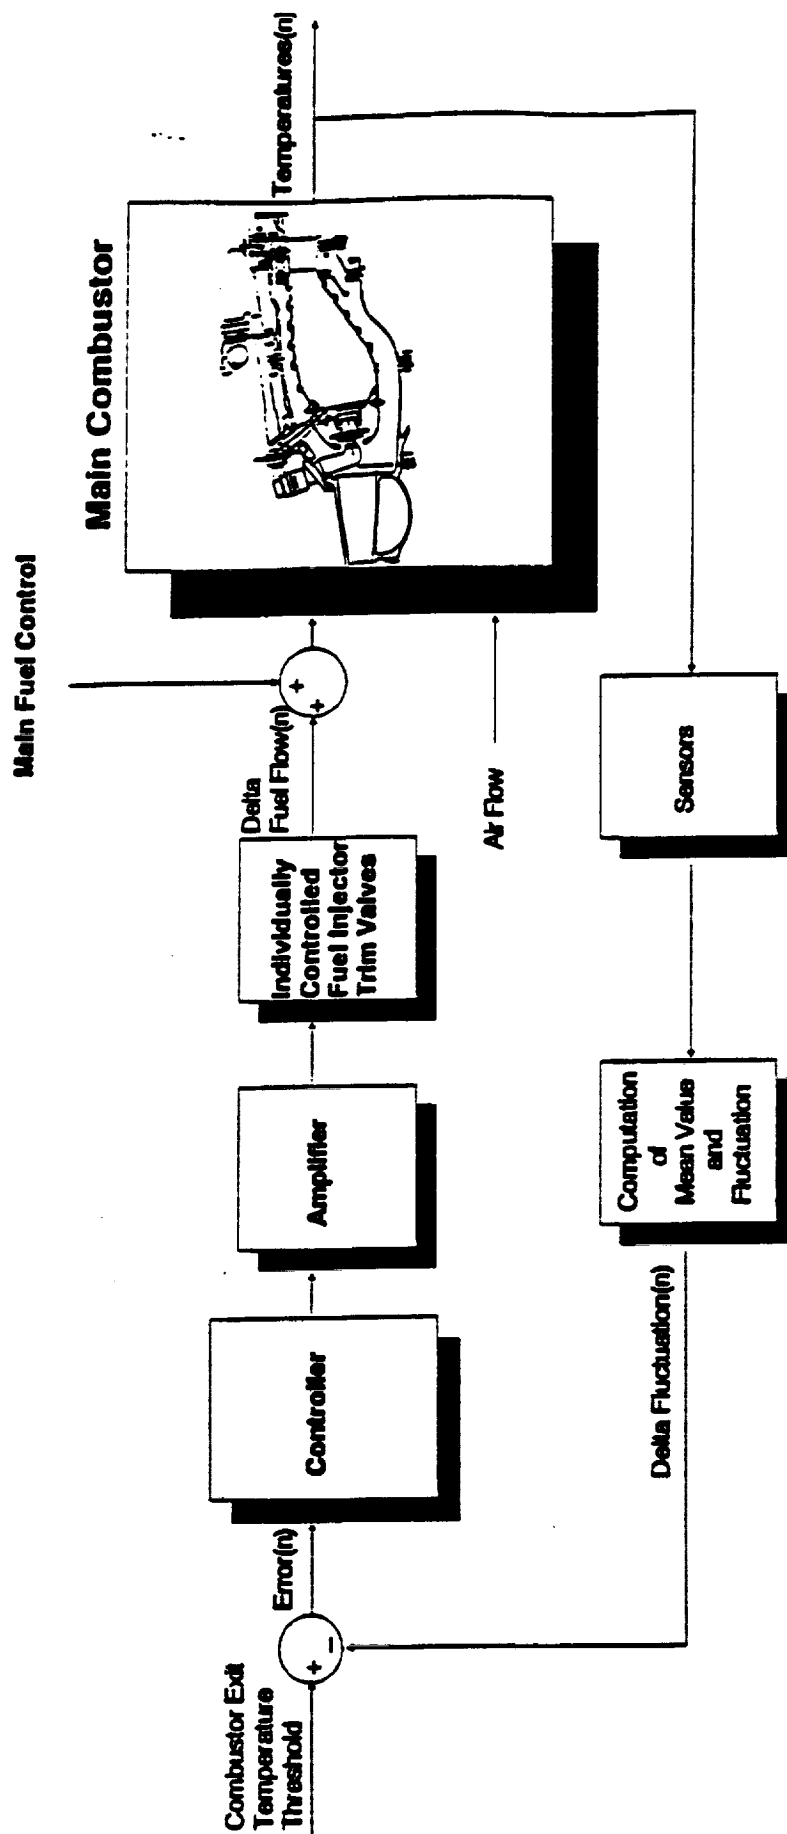 Main Fuel Control
Main Combustor
Temperatures(n)
Combustor Exit
Temperature
Threshold
+
−
Error(n)
Controller
Amplifier
Individually
Controlled
Fuel Injector
Trim Valves
Delta
Fuel Flow(n)
+
+
Air Flow
Sensors
Computation
of
Mean Value
and
Fluctuation
Delta Fluctuation(n)